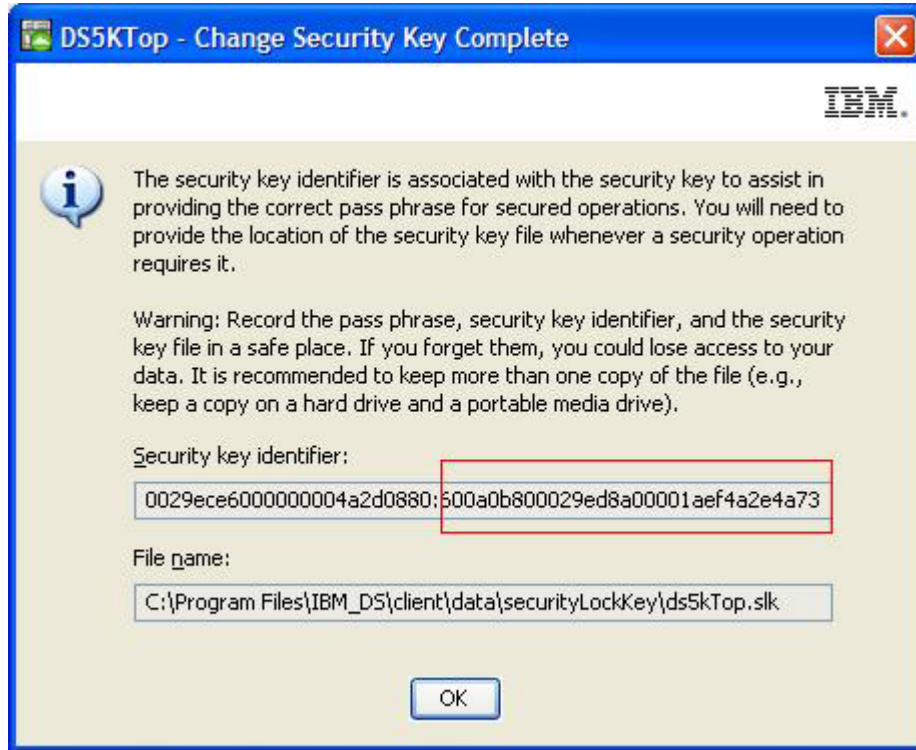 DS5KTop - Change Security Key Complete
IBM.
The security key identifier is associated with the security key to assist in
providing the correct pass phrase for secured operations. You will need to
provide the location of the security key file whenever a security operation
requires it.
Warning: Record the pass phrase, security key identifier, and the security
key file in a safe place. If you forget them, you could lose access to your
data. It is recommended to keep more than one copy of the file (e.g.,
keep a copy on a hard drive and a portable media drive).
Security key identifier:
0029ece6000000004a2d0880:600a0b800029ed8a00001aef4a2e4a73
File name:
C:\Program Files\IBM_DS\client\data\securityLockKey\ds5kTop.slk
OK